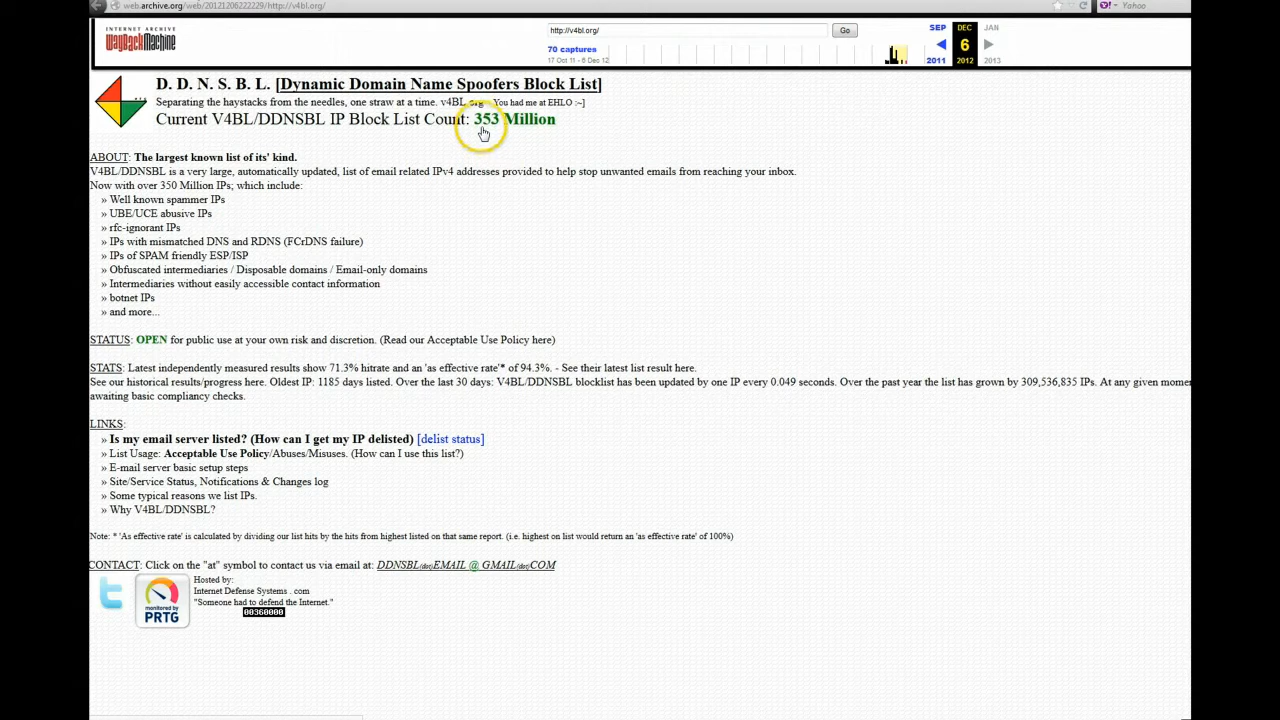 web.archive.org/web/20121206222229/http://v4bl.org/
Yahoo
INTERNET ARCHIVE
WayBackMachine
http://v4bl.org/
Go
70 captures
17 Oct 11 - 6 Dec 12
SEP
DEC
JAN
6
2011
2012
2013
D. D. N. S. B. L. [Dynamic Domain Name Spoofers Block List]
Separating the haystacks from the needles, one straw at a time. v4BL.org - You had me at EHLO :~]
Current V4BL/DDNSBL IP Block List Count: 353 Million
ABOUT: The largest known list of its' kind.
V4BL/DDNSBL is a very large, automatically updated, list of email related IPv4 addresses provided to help stop unwanted emails from reaching your inbox.
Now with over 350 Million IPs; which include:
» Well known spammer IPs
» UBE/UCE abusive IPs
» rfc-ignorant IPs
» IPs with mismatched DNS and RDNS (FCrDNS failure)
» IPs of SPAM friendly ESP/ISP
» Obfuscated intermediaries / Disposable domains / Email-only domains
» Intermediaries without easily accessible contact information
» botnet IPs
» and more...
STATUS: OPEN for public use at your own risk and discretion. (Read our Acceptable Use Policy here)
STATS: Latest independently measured results show 71.3% hitrate and an 'as effective rate'* of 94.3%. - See their latest list result here.
See our historical results/progress here. Oldest IP: 1185 days listed. Over the last 30 days: V4BL/DDNSBL blocklist has been updated by one IP every 0.049 seconds. Over the past year the list has grown by 309,536,835 IPs. At any given momen
awaiting basic compliancy checks.
LINKS:
» Is my email server listed? (How can I get my IP delisted) [delist status]
» List Usage: Acceptable Use Policy/Abuses/Misuses. (How can I use this list?)
» E-mail server basic setup steps
» Site/Service Status, Notifications & Changes log
» Some typical reasons we list IPs.
» Why V4BL/DDNSBL?
Note: * 'As effective rate' is calculated by dividing our list hits by the hits from highest listed on that same report. (i.e. highest on list would return an 'as effective rate' of 100%)
CONTACT: Click on the "at" symbol to contact us via email at: DDNSBL(dot)EMAIL @ GMAIL(dot)COM
Hosted by:
Internet Defense Systems . com
"Someone had to defend the Internet."
00360000
monitored by
PRTG